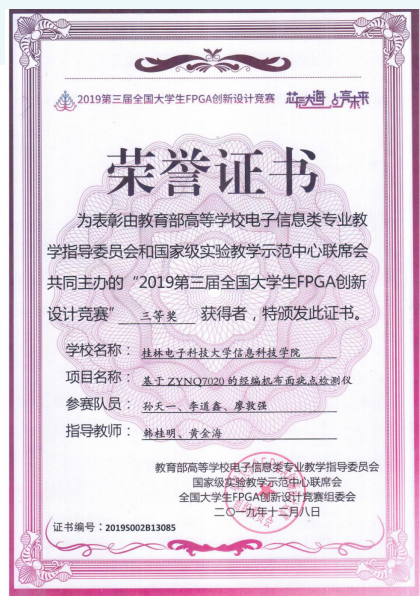 2019第三届全国大学生FPGA创新设计竞赛 芯后大海 点亮未来
荣誉证书
为表彰由教育部高等学校电子信息类专业教
学指导委员会和国家级实验教学示范中心联席会
共同主办的“2019第三届全国大学生FPGA创新
设计竞赛” 三等奖 获得者，特颁发此证书。
学校名称： 桂林电子科技大学信息科技学院
项目名称： 基于ZYNQ7020的经编机布面疵点检测仪
参赛队员： 孙天一、李道鑫、廖敦强
指导教师： 韩桂明、黄金海
教育部高等学校电子信息类专业教学指导委员会
国家级实验教学示范中心联席会
全国大学生FPGA创新设计竞赛组委会
二〇一九年十二月八日
证书编号：2019S002B13085